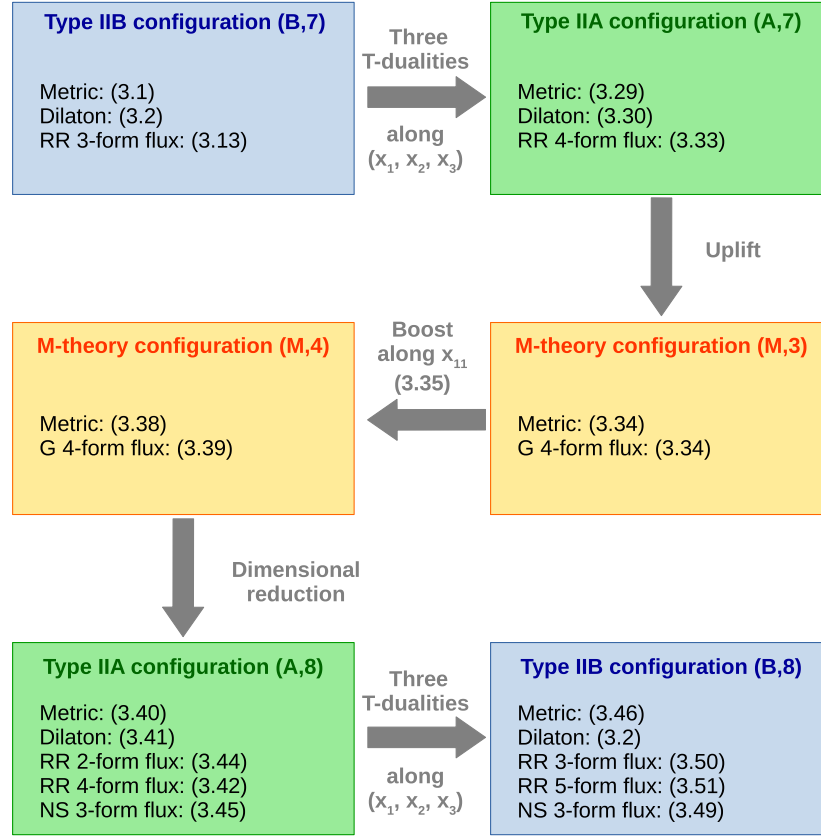 Type IIB configuration (B,7)
Metric: (3.1)
Dilaton: (3.2)
RR 3-form flux: (3.13)
Three
T-dualities
along
(x₁, x₂, x₃)
Type IIA configuration (A,7)
Metric: (3.29)
Dilaton: (3.30)
RR 4-form flux: (3.33)
Uplift
M-theory configuration (M,4)
Metric: (3.38)
G 4-form flux: (3.39)
Boost
along x₁₁
(3.35)
M-theory configuration (M,3)
Metric: (3.34)
G 4-form flux: (3.34)
Dimensional
reduction
Type IIA configuration (A,8)
Metric: (3.40)
Dilaton: (3.41)
RR 2-form flux: (3.44)
RR 4-form flux: (3.42)
NS 3-form flux: (3.45)
Three
T-dualities
along
(x₁, x₂, x₃)
Type IIB configuration (B,8)
Metric: (3.46)
Dilaton: (3.2)
RR 3-form flux: (3.50)
RR 5-form flux: (3.51)
NS 3-form flux: (3.49)